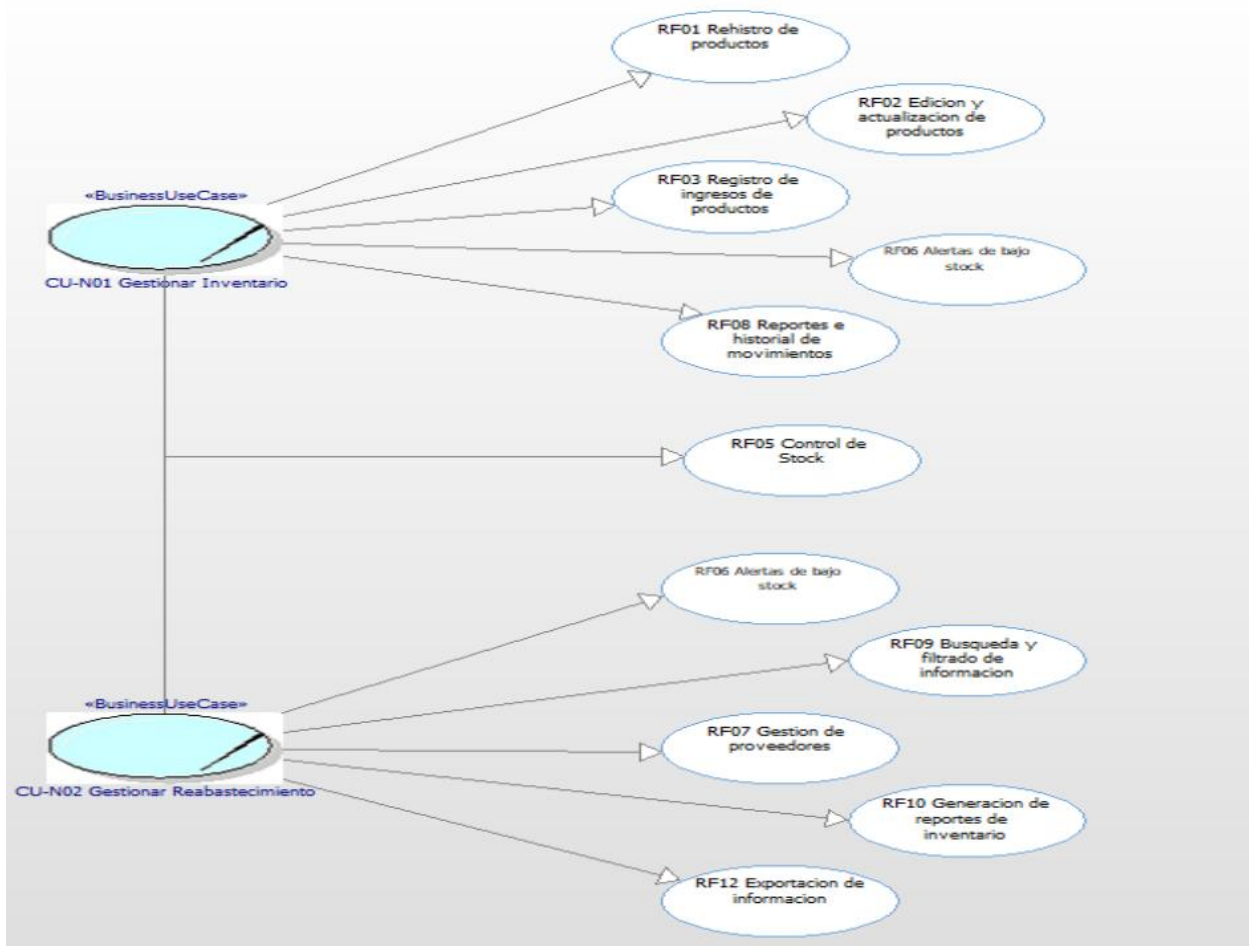 RF01 Rehistro de
productos
RF02 Edicion y
actualizacion de
productos
RF03 Registro de
ingresos de
productos
«BusinessUseCase»
CU-N01 Gestionar Inventario
RF06 Alertas de bajo
stock
RF08 Reportes e
historial de
movimientos
RF05 Control de
Stock
RF06 Alertas de bajo
stock
RF09 Busqueda y
filtrado de
informacion
«BusinessUseCase»
CU-N02 Gestionar Reabastecimiento
RF07 Gestion de
proveedores
RF10 Generacion de
reportes de
inventario
RF12 Exportacion de
informacion